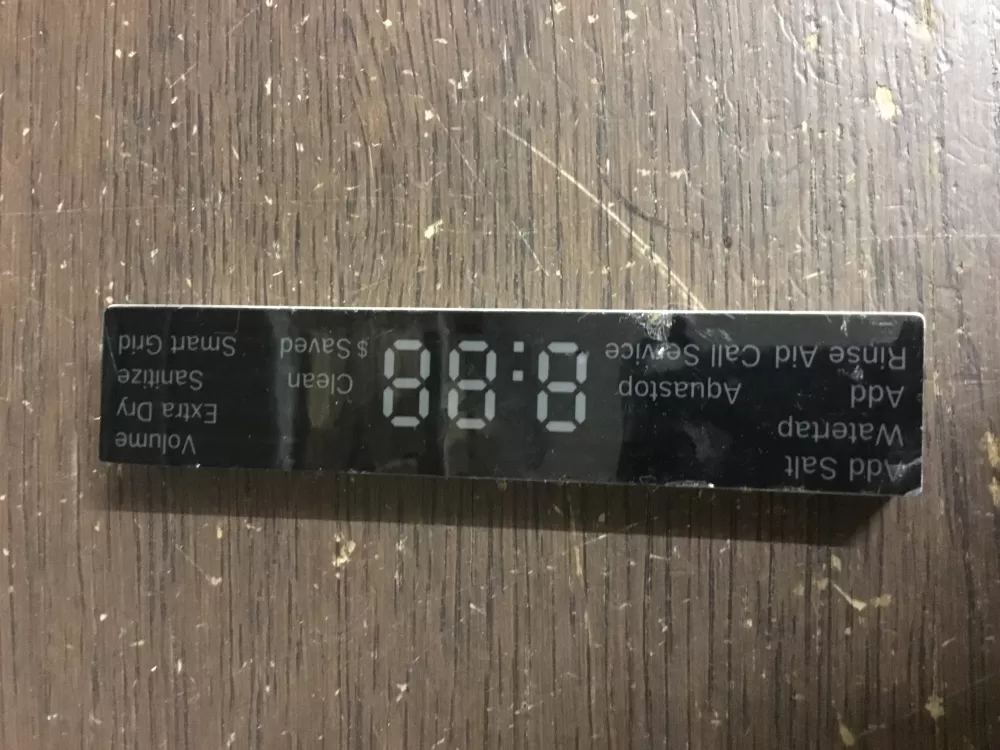 Add Salt
Watertap
Add
Rinse Aid
Aquastop
Call Service
8:88
Clean
$ Saved
Volume
Extra Dry
Sanitize
Smart Grid